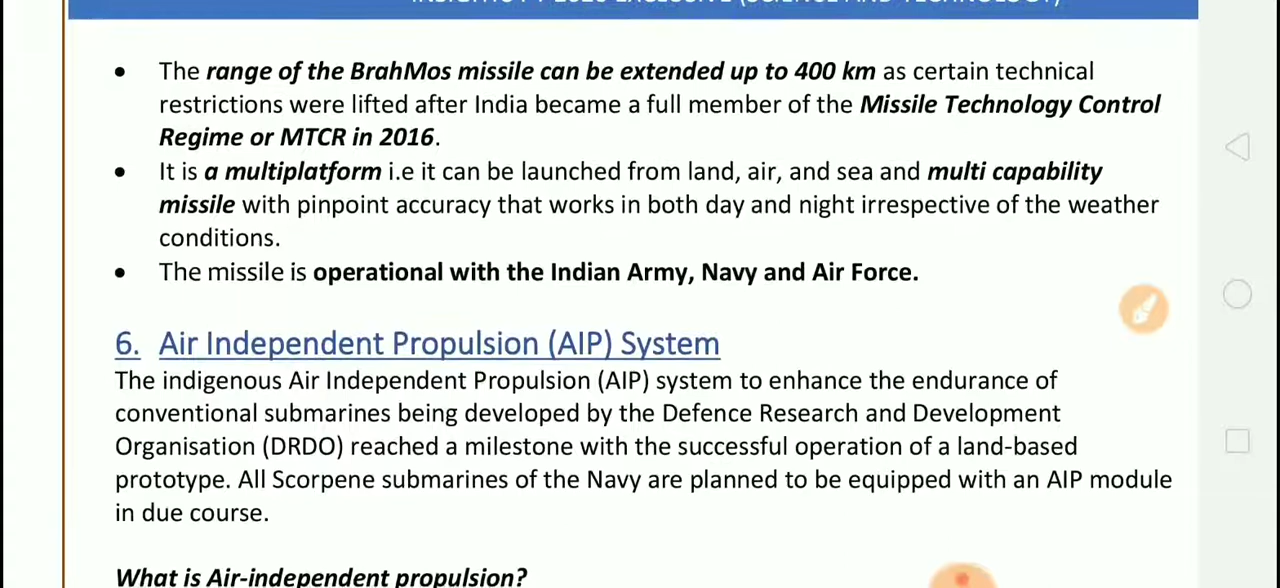 • The range of the BrahMos missile can be extended up to 400 km as certain technical
restrictions were lifted after India became a full member of the Missile Technology Control
Regime or MTCR in 2016.
• It is a multiplatform i.e it can be launched from land, air, and sea and multi capability
missile with pinpoint accuracy that works in both day and night irrespective of the weather
conditions.
• The missile is operational with the Indian Army, Navy and Air Force.
6. Air Independent Propulsion (AIP) System
The indigenous Air Independent Propulsion (AIP) system to enhance the endurance of
conventional submarines being developed by the Defence Research and Development
Organisation (DRDO) reached a milestone with the successful operation of a land-based
prototype. All Scorpene submarines of the Navy are planned to be equipped with an AIP module
in due course.
What is Air-independent propulsion?